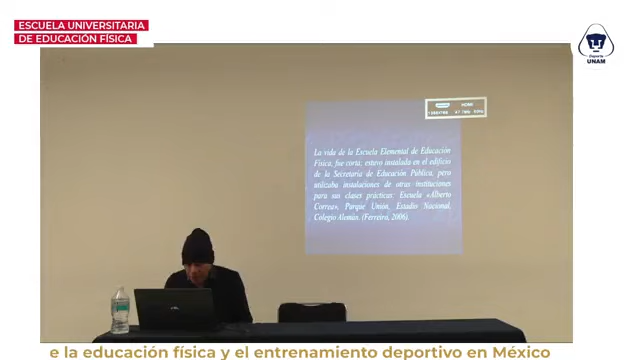 ESCUELA UNIVERSITARIA
DE EDUCACIÓN FÍSICA
Deporte
UNAM
HDMI
La vida de la Escuela Elemental de Educación
Física, fue corta; estuvo instalada en el edificio
de la Secretaría de Educación Pública, pero
utilizaba instalaciones de otras instituciones
para sus clases prácticas: Escuela «Alberto
Correa», Parque Unión, Estadio Nacional,
Colegio Alemán. (Ferreiro, 2006).
e la educación física y el entrenamiento deportivo en México